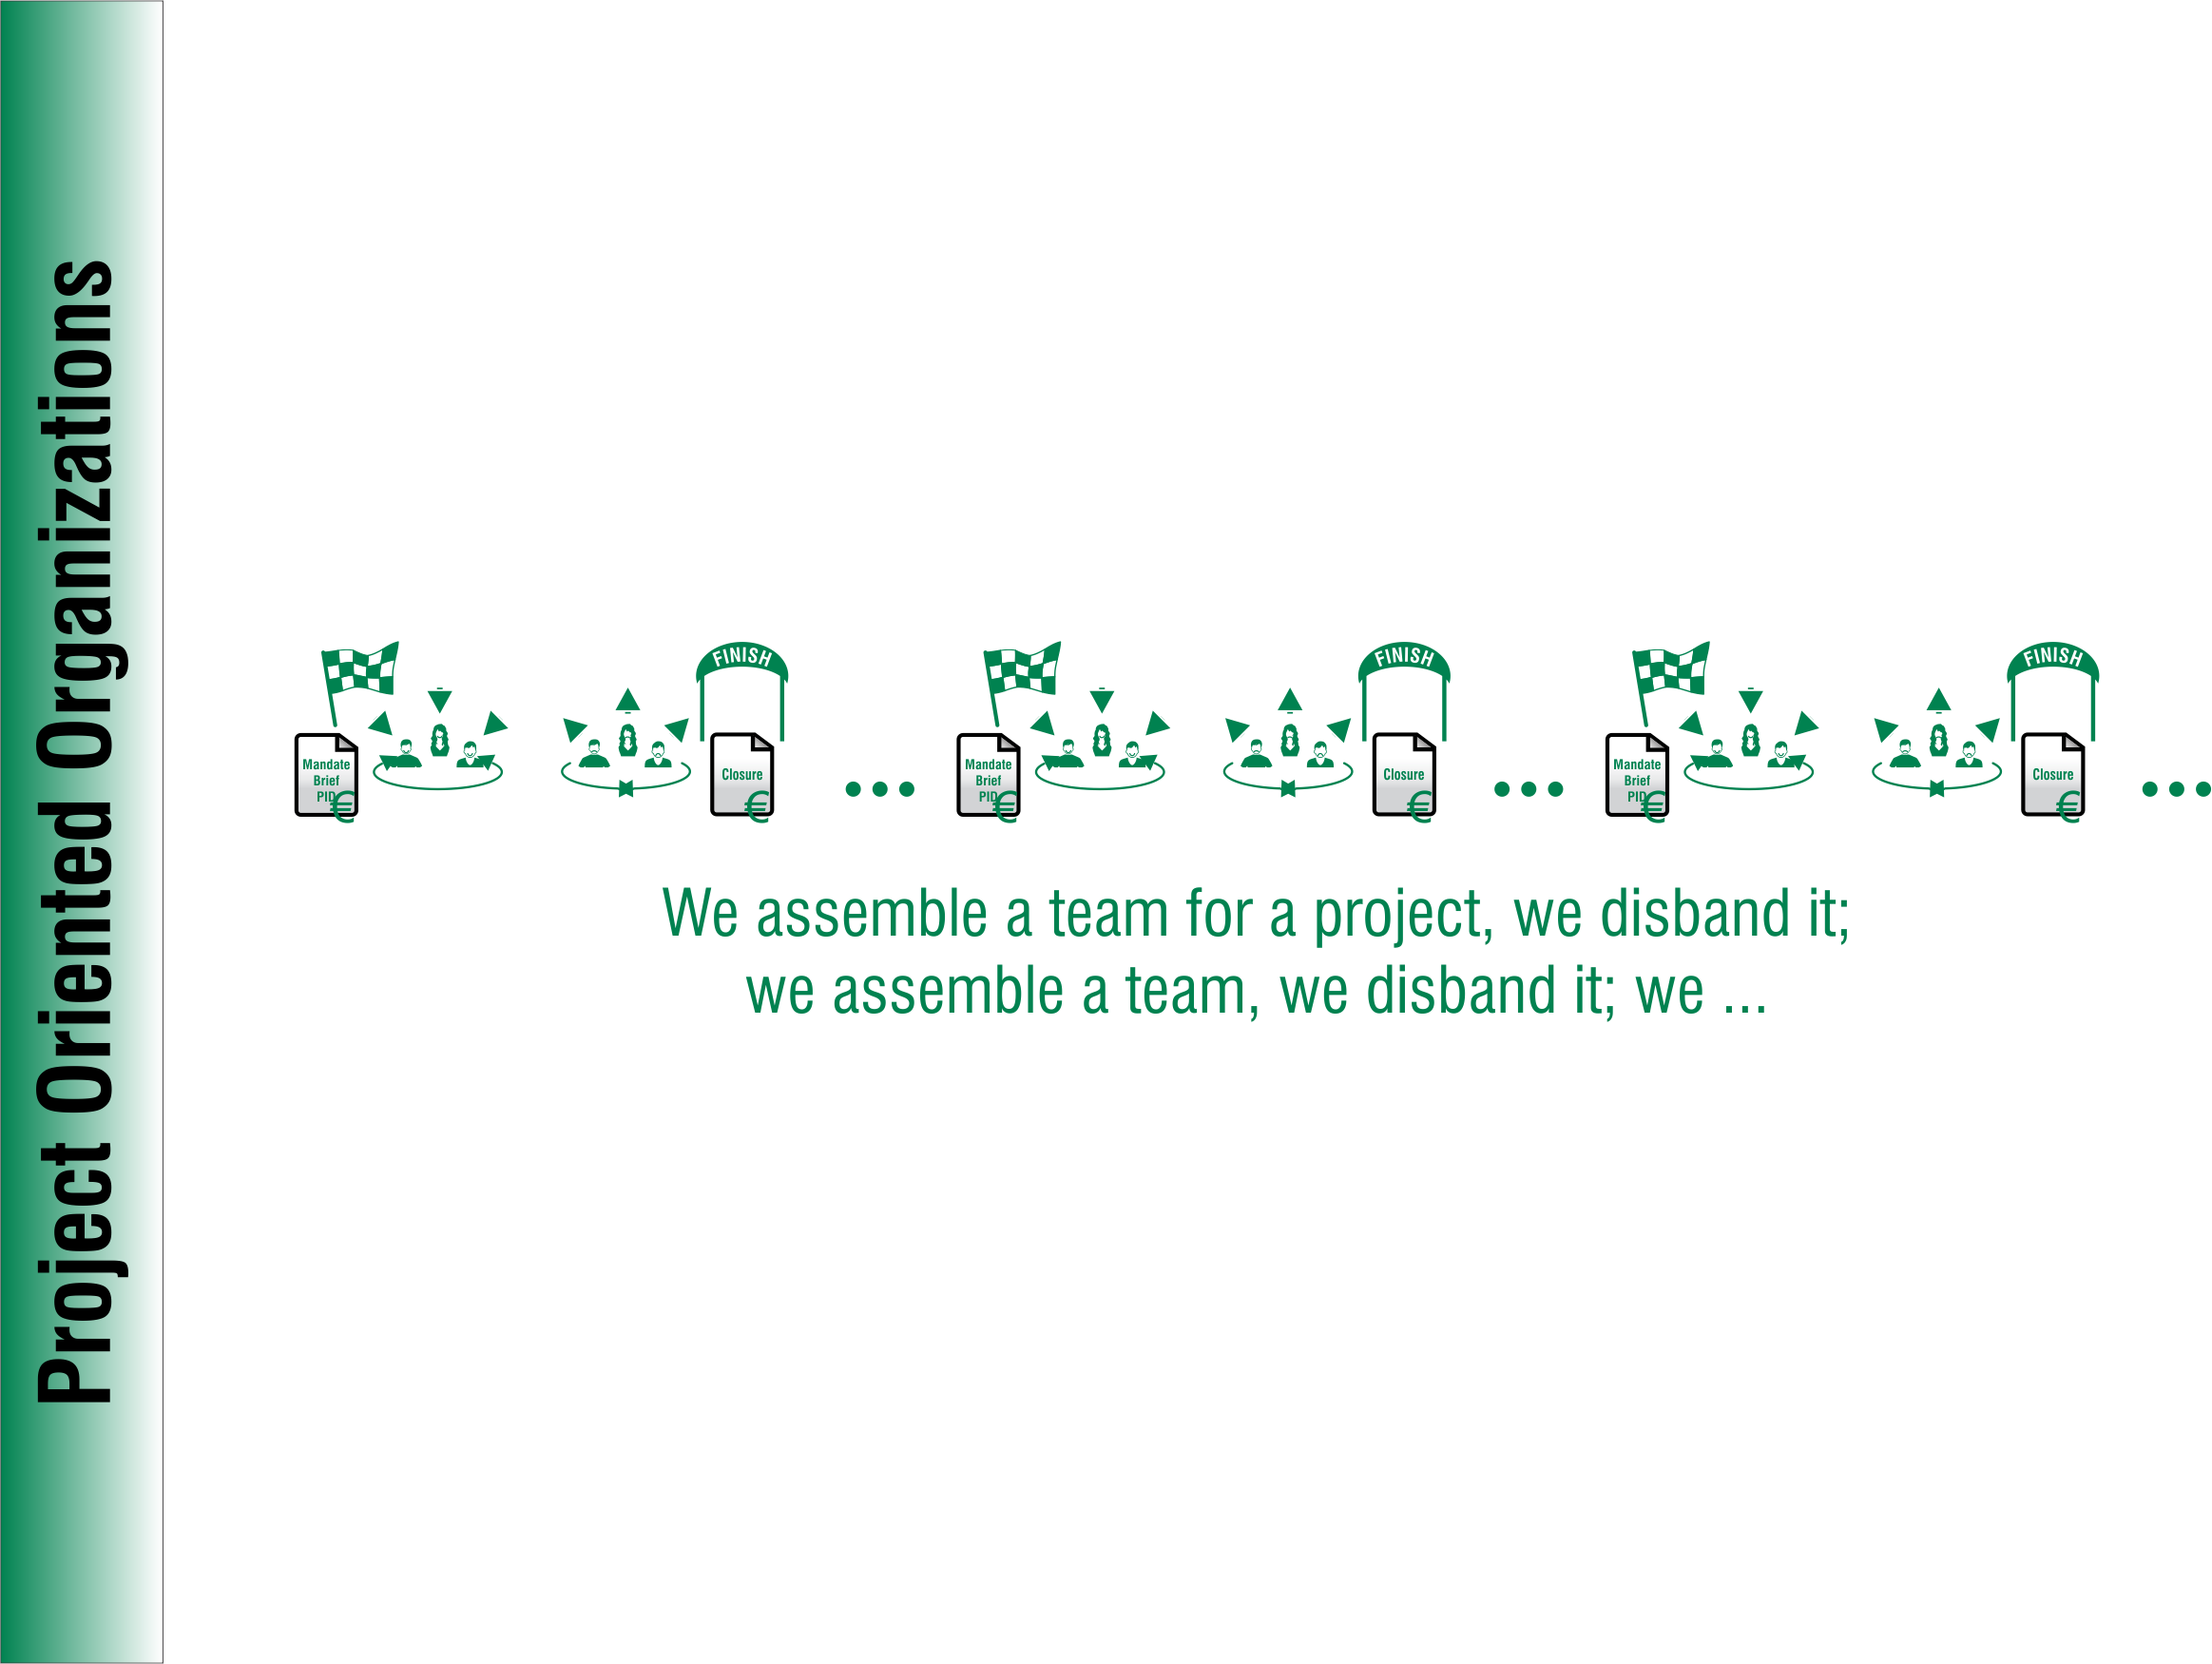 Project Oriented Organizations
FINISH
Mandate
Brief
PID
€
Closure
€
...
FINISH
Mandate
Brief
PID
€
Closure
€
...
FINISH
Mandate
Brief
PID
€
Closure
€
...
We assemble a team for a project, we disband it;
we assemble a team, we disband it; we ...